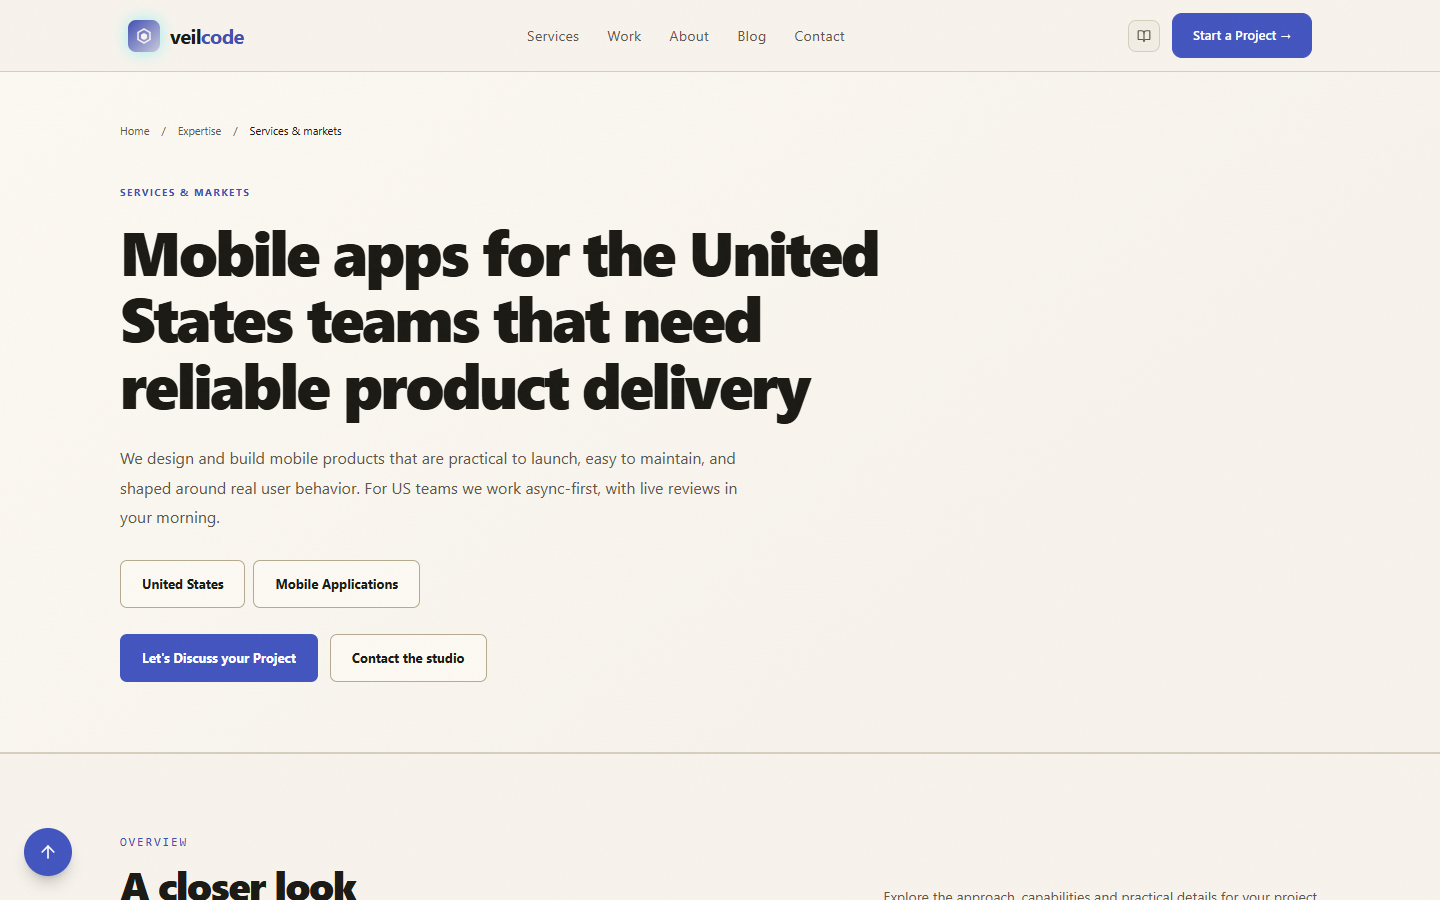 veilcode
Services Work About Blog Contact
Start a Project →
Home / Expertise / Services & markets
SERVICES & MARKETS
Mobile apps for the United
States teams that need
reliable product delivery
We design and build mobile products that are practical to launch, easy to maintain, and
shaped around real user behavior. For US teams we work async-first, with live reviews in
your morning.
United States
Mobile Applications
Let's Discuss your Project
Contact the studio
OVERVIEW
A closer look
Explore the approach, capabilities and practical details for your project